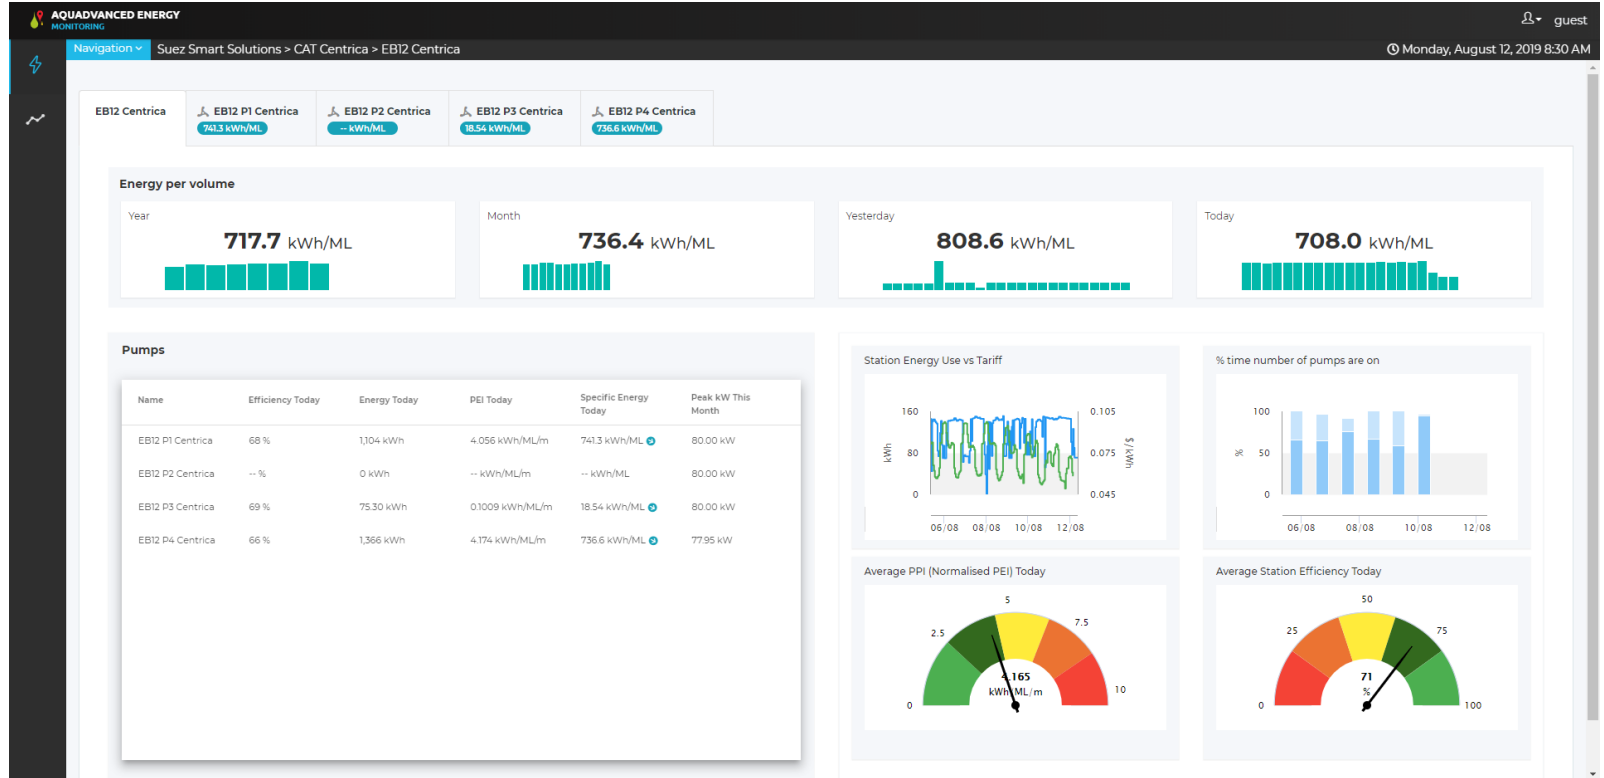 AQUADVANCED ENERGY
MONITORING
guest
Navigation
Suez Smart Solutions > CAT Centrica > EB12 Centrica
Monday, August 12, 2019 8:30 AM
EB12 Centrica
EB12 P1 Centrica
741.3 kWh/ML
EB12 P2 Centrica
-- kWh/ML
EB12 P3 Centrica
18.54 kWh/ML
EB12 P4 Centrica
736.6 kWh/ML
Energy per volume
Year
717.7 kWh/ML
Month
736.4 kWh/ML
Yesterday
808.6 kWh/ML
Today
708.0 kWh/ML
Pumps
Name Efficiency Today Energy Today PEI Today Specific Energy Today Peak kW This Month
EB12 P1 Centrica 68 % 1,104 kWh 4.056 kWh/ML/m 741.3 kWh/ML 80.00 kW
EB12 P2 Centrica -- % 0 kWh -- kWh/ML/m -- kWh/ML 80.00 kW
EB12 P3 Centrica 69 % 75.30 kWh 0.1009 kWh/ML/m 18.54 kWh/ML 80.00 kW
EB12 P4 Centrica 66 % 1,366 kWh 4.174 kWh/ML/m 736.6 kWh/ML 77.95 kW
Station Energy Use vs Tariff
160
80
0
kWh
0.105
0.075
0.045
$/kWh
06/08 08/08 10/08 12/08
% time number of pumps are on
100
50
0
%
06/08 08/08 10/08 12/08
Average PPI (Normalised PEI) Today
0
2.5
5
7.5
10
4.165
kWh/ML/m
Average Station Efficiency Today
0
25
50
75
100
71
%